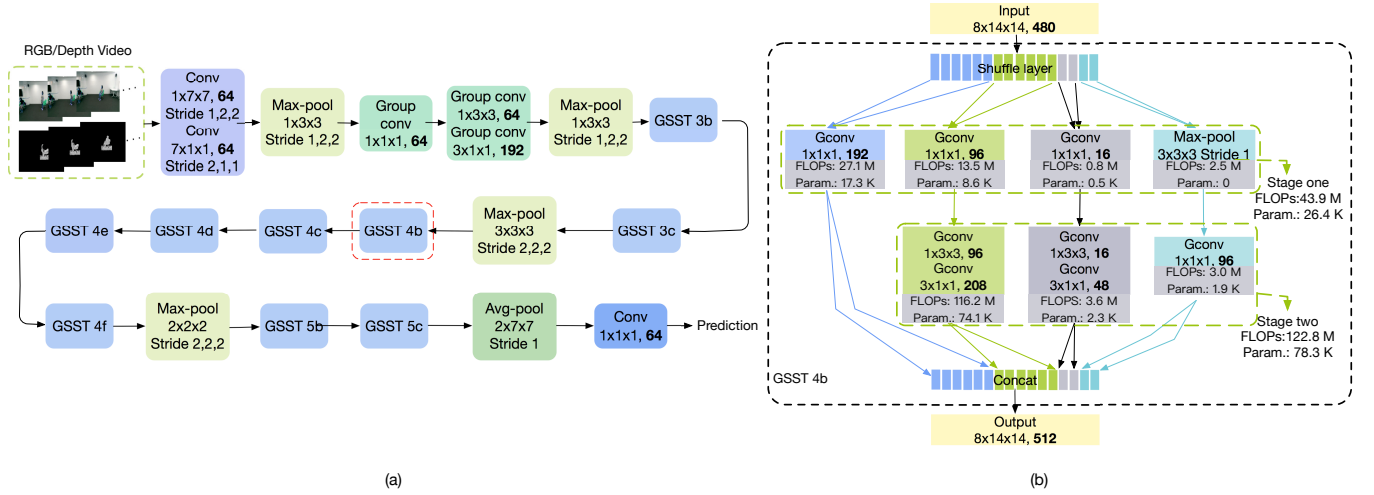 RGB/Depth Video
Conv
1x7x7, 64
Stride 1,2,2
Conv
7x1x1, 64
Stride 2,1,1
Max-pool
1x3x3
Stride 1,2,2
Group
conv
1x1x1, 64
Group conv
1x3x3, 64
Group conv
3x1x1, 192
Max-pool
1x3x3
Stride 1,2,2
GSST 3b
GSST 4e
GSST 4d
GSST 4c
GSST 4b
Max-pool
3x3x3
Stride 2,2,2
GSST 3c
GSST 4f
Max-pool
2x2x2
Stride 2,2,2
GSST 5b
GSST 5c
Avg-pool
2x7x7
Stride 1
Conv
1x1x1, 64
Prediction
(a)
Input
8x14x14, 480
Shuffle layer
Gconv
1x1x1, 192
FLOPs: 27.1 M
Param.: 17.3 K
Gconv
1x1x1, 96
FLOPs: 13.5 M
Param.: 8.6 K
Gconv
1x1x1, 16
FLOPs: 0.8 M
Param.: 0.5 K
Max-pool
3x3x3 Stride 1
FLOPs: 2.5 M
Param.: 0
Stage one
FLOPs:43.9 M
Param.: 26.4 K
Gconv
1x3x3, 96
Gconv
3x1x1, 208
FLOPs: 116.2 M
Param.: 74.1 K
Gconv
1x3x3, 16
Gconv
3x1x1, 48
FLOPs: 3.6 M
Param.: 2.3 K
Gconv
1x1x1, 96
FLOPs: 3.0 M
Param.: 1.9 K
Stage two
FLOPs:122.8 M
Param.: 78.3 K
GSST 4b
Concat
Output
8x14x14, 512
(b)